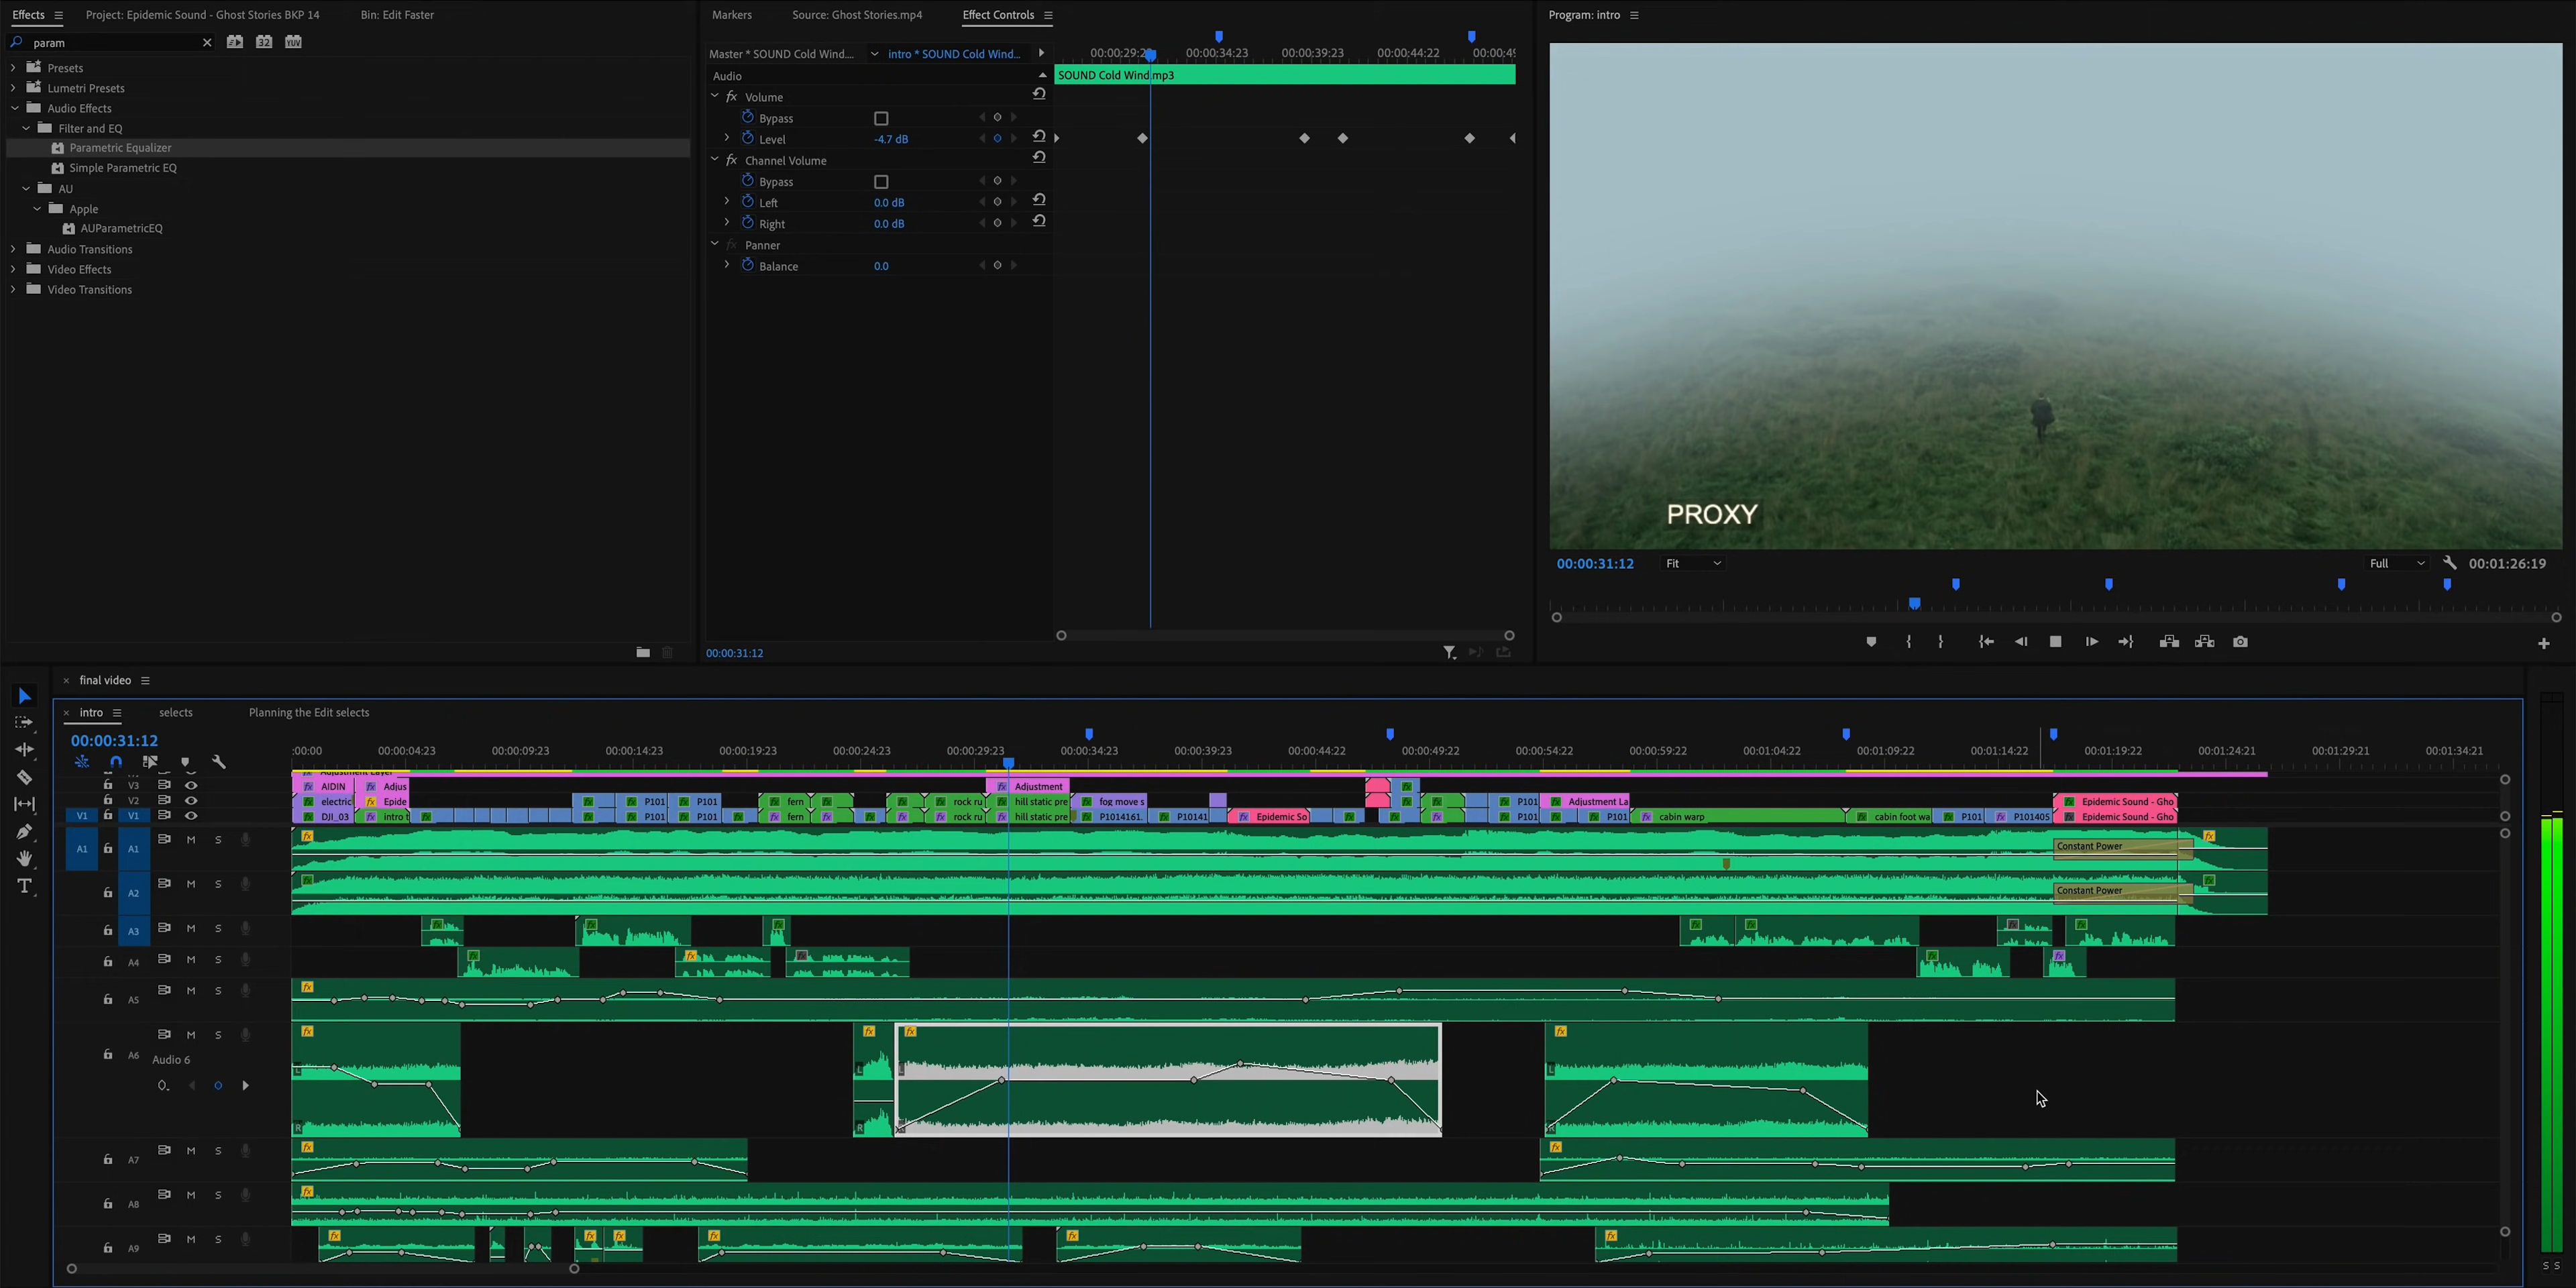 Effects
Project: Epidemic Sound - Ghost Stories BKP 14
Bin: Edit Faster
param
32
YUV
Presets
Lumetri Presets
Audio Effects
Filter and EQ
Parametric Equalizer
Simple Parametric EQ
AU
Apple
AUParametricEQ
Audio Transitions
Video Effects
Video Transitions
Markers
Source: Ghost Stories.mp4
Effect Controls
Master * SOUND Cold Wind....
intro * SOUND Cold Wind...
00:00:34:23
00:00:39:23
00:00:44:22
Audio
SOUND Cold Wind.mp3
fx Volume
Bypass
Level -4.7 dB
fx Channel Volume
Bypass
Left 0.0 dB
Right 0.0 dB
fx Panner
Balance 0.0
00:00:31:12
Program: intro
PROXY
00:00:31:12
Fit
Full
00:01:26:19
final video
intro
selects
Planning the Edit selects
00:00:31:12
:00:00 00:00:04:23 00:00:09:23 00:00:14:23 00:00:19:23 00:00:24:23 00:00:29:23 00:00:34:23 00:00:39:23 00:00:44:22 00:00:49:22 00:00:54:22 00:00:59:22 00:01:04:22 00:01:09:22 00:01:14:22 00:01:19:22 00:01:24:21 00:01:29:21 00:01:34:21
Adjustment Layer
V3 AIDIN Adjus Adjustment
V2 electric Epide P101 P101 fern rock ru hill static pre fog move s P101 Adjustment La Epidemic Sound - Gho
V1 V1 DJI_03 intro t P101 P101 fern rock ru hill static pre P1014161. P10141 Epidemic So P101 P101 cabin warp cabin foot wa P101 P101405 Epidemic Sound - Gho
A1 A1 M S Constant Power
A2 M S Constant Power
A3 M S
A4 M S
A5 M S
A6 M S
Audio 6
L L L L
R R R R
A7 M S
A8 M S
A9 M S
S S